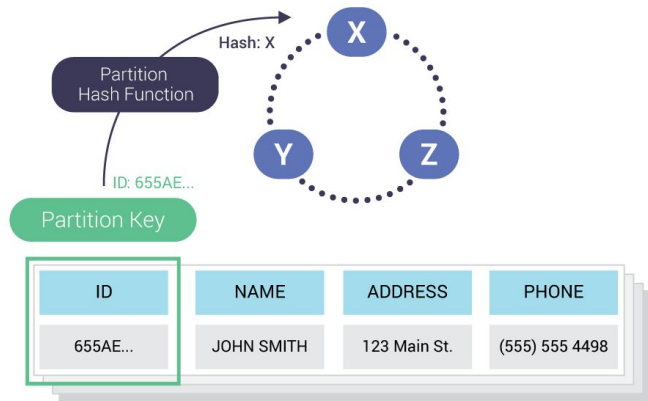 X
Hash: X
Partition
Hash Function
Y
Z
ID: 655AE...
Partition Key
ID NAME ADDRESS PHONE
655AE... JOHN SMITH 123 Main St. (555) 555 4498